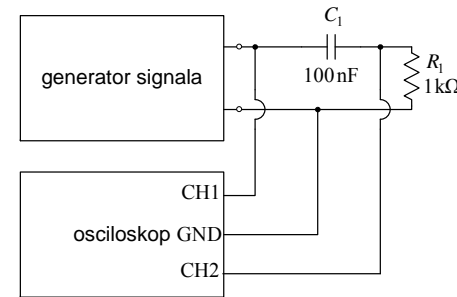 C₁
generator signala
100 nF
R₁
1kΩ
CH1
osciloskop GND
CH2